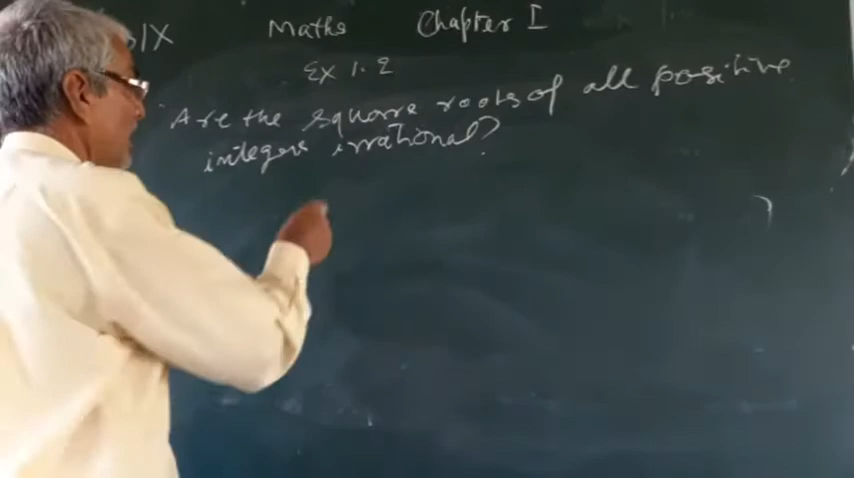 IX Maths Chapter I
Ex 1.2
Are the square roots of all positive
integers irrational?